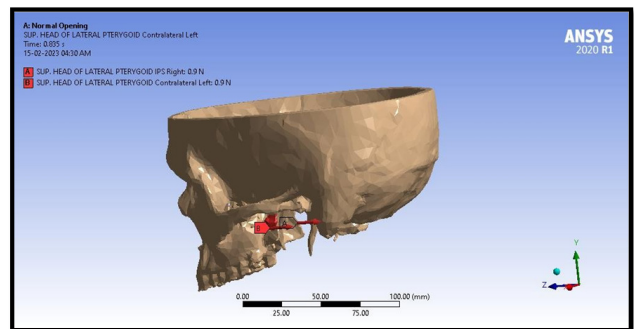 A: Normal Opening
SUP. HEAD OF LATERAL PTERYGOID Contralateral Left
Time: 0.835 s
15-02-2023 04:30 AM
A SUP. HEAD OF LATERAL PTERYGOID IPS Right: 0.9 N
B SUP. HEAD OF LATERAL PTERYGOID Contralateral Left: 0.9 N
ANSYS
2020 R1
A
B
Y
Z
0.00 50.00 100.00 (mm)
25.00 75.00